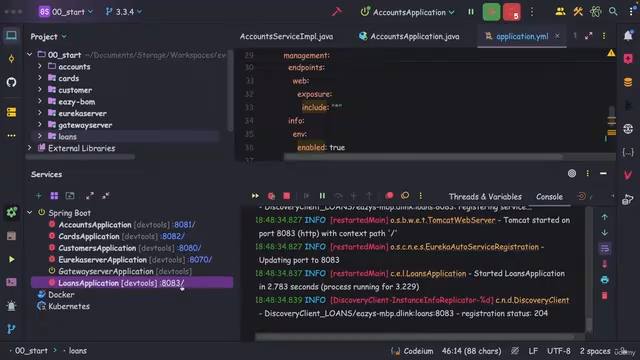 GS 00_start
3.3.4
AccountsApplication
Project
AccountsServiceImpl.java
AccountsApplication.java
application.yml
00_start ~/Documents/Storage/Workspaces/ev
accounts
cards
customer
eazy-bom
eurekaserver
gatewayserver
loans
External Libraries
29 management:
30 endpoints:
31 web:
32 exposure:
33 include: "*"
34 info:
35 env:
36 enabled: true
Services
Threads & Variables
Console
Spring Boot
AccountsApplication [devtools] :8081/
CardsApplication [devtools] :8082/
CustomersApplication [devtools] :8080/
EurekaserverApplication [devtools] :8070/
GatewayserverApplication [devtools]
LoansApplication [devtools] :8083/
Docker
Kubernetes
- DiscoveryClient_LOANS/eazys-mbp.dlink:loans:8083: registering service...
18:48:34.827 INFO [restartedMain] o.s.b.w.e.t.TomcatWebServer - Tomcat started on
port 8083 (http) with context path '/'
18:48:34.827 INFO [restartedMain] o.s.c.n.e.s.EurekaAutoServiceRegistration -
Updating port to 8083
18:48:34.837 INFO [restartedMain] c.e.l.LoansApplication - Started LoansApplication
in 2.783 seconds (process running for 3.229)
18:48:34.839 INFO [DiscoveryClient-InstanceInfoReplicator-%d] c.n.d.DiscoveryClient
- DiscoveryClient_LOANS/eazys-mbp.dlink:loans:8083 - registration status: 204
00_start › loans
Codeium
46:14 (88 chars)
LF
UTF-8
2 spaces